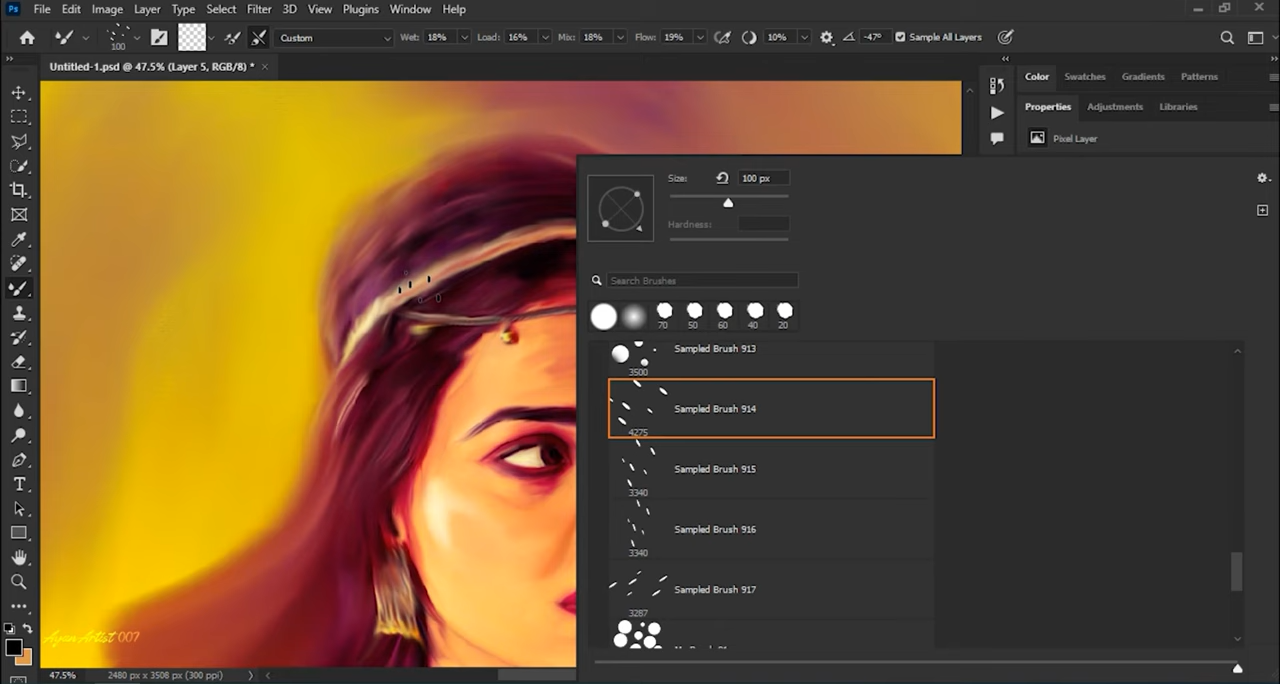 Ps File Edit Image Layer Type Select Filter 3D View Plugins Window Help
100 Custom Wet: 18% Load: 16% Mix: 18% Flow: 19% 10% -47° Sample All Layers
Untitled-1.psd @ 47.5% (Layer 5, RGB/8) *
Color Swatches Gradients Patterns
Properties Adjustments Libraries
Pixel Layer
Size: 100 px
Hardness:
Search Brushes
70 50 60 40 20
Sampled Brush 913
3500
Sampled Brush 914
4275
Sampled Brush 915
3340
Sampled Brush 916
3340
Sampled Brush 917
3287
Ayan Artist 007
47.5% 2480 px x 3508 px (300 ppi)